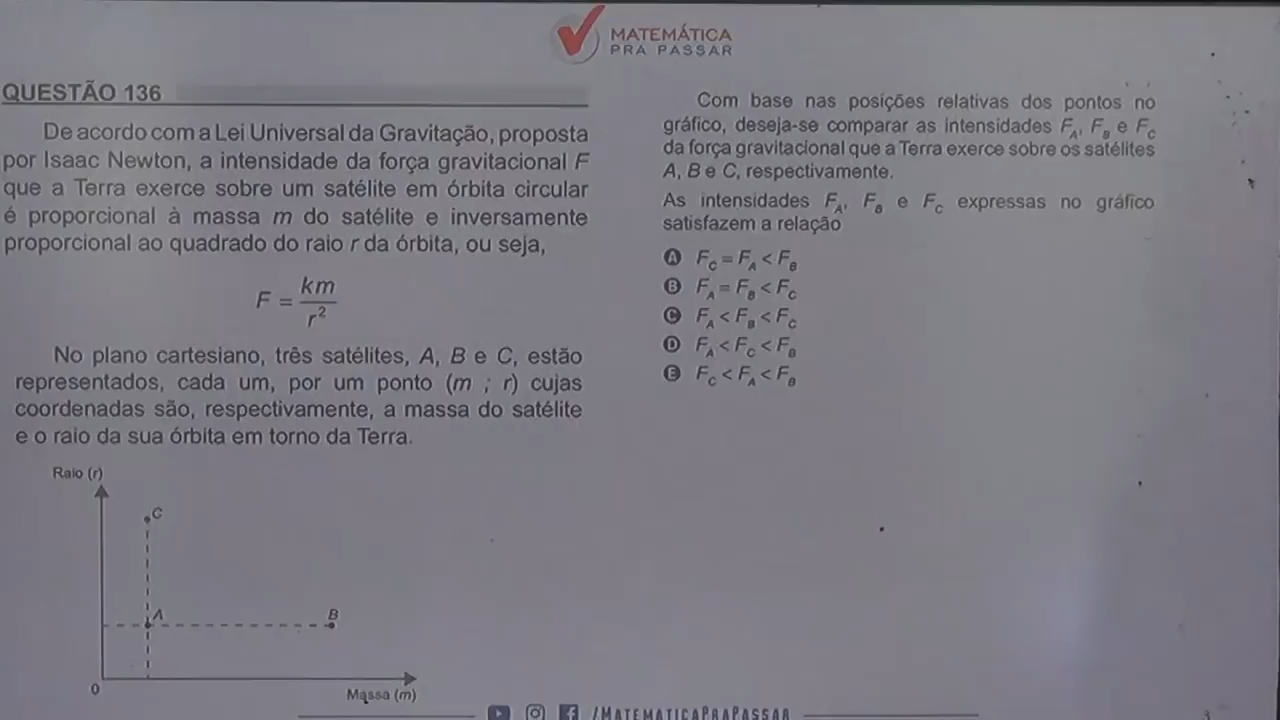 MATEMÁTICA
PRA PASSAR
QUESTÃO 136
De acordo com a Lei Universal da Gravitação, proposta
por Isaac Newton, a intensidade da força gravitacional F
que a Terra exerce sobre um satélite em órbita circular
é proporcional à massa m do satélite e inversamente
proporcional ao quadrado do raio r da órbita, ou seja,
F = km / r²
No plano cartesiano, três satélites, A, B e C, estão
representados, cada um, por um ponto (m ; r) cujas
coordenadas são, respectivamente, a massa do satélite
e o raio da sua órbita em torno da Terra.
Raio (r)
C
A
B
0
Massa (m)
Com base nas posições relativas dos pontos no
gráfico, deseja-se comparar as intensidades F_A, F_B e F_C
da força gravitacional que a Terra exerce sobre os satélites
A, B e C, respectivamente.
As intensidades F_A, F_B e F_C expressas no gráfico
satisfazem a relação
A F_C = F_A < F_B
B F_A = F_B < F_C
C F_A < F_B < F_C
D F_A < F_C < F_B
E F_C < F_A < F_B
/MATEMATICAPRAPASSAR
3